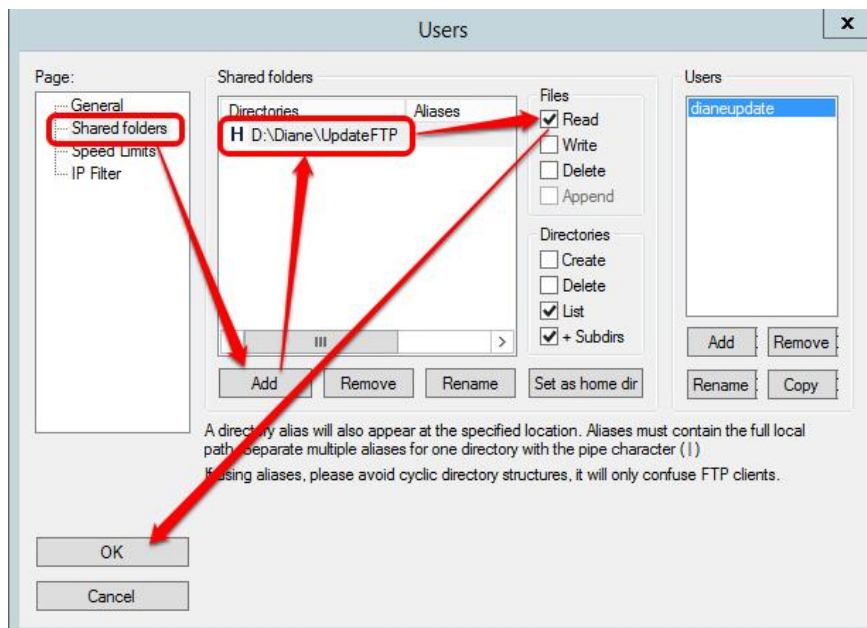 Users
x
Page:
General
Shared folders
Speed Limits
IP Filter
Shared folders
Directories Aliases
H D:\Diane\UpdateFTP
Add
Remove
Rename
Set as home dir
Files
Read
Write
Delete
Append
Directories
Create
Delete
List
+ Subdirs
Users
dianeupdate
Add
Remove
Rename
Copy
A directory alias will also appear at the specified location. Aliases must contain the full local
path. Separate multiple aliases for one directory with the pipe character (|)
If using aliases, please avoid cyclic directory structures, it will only confuse FTP clients.
OK
Cancel